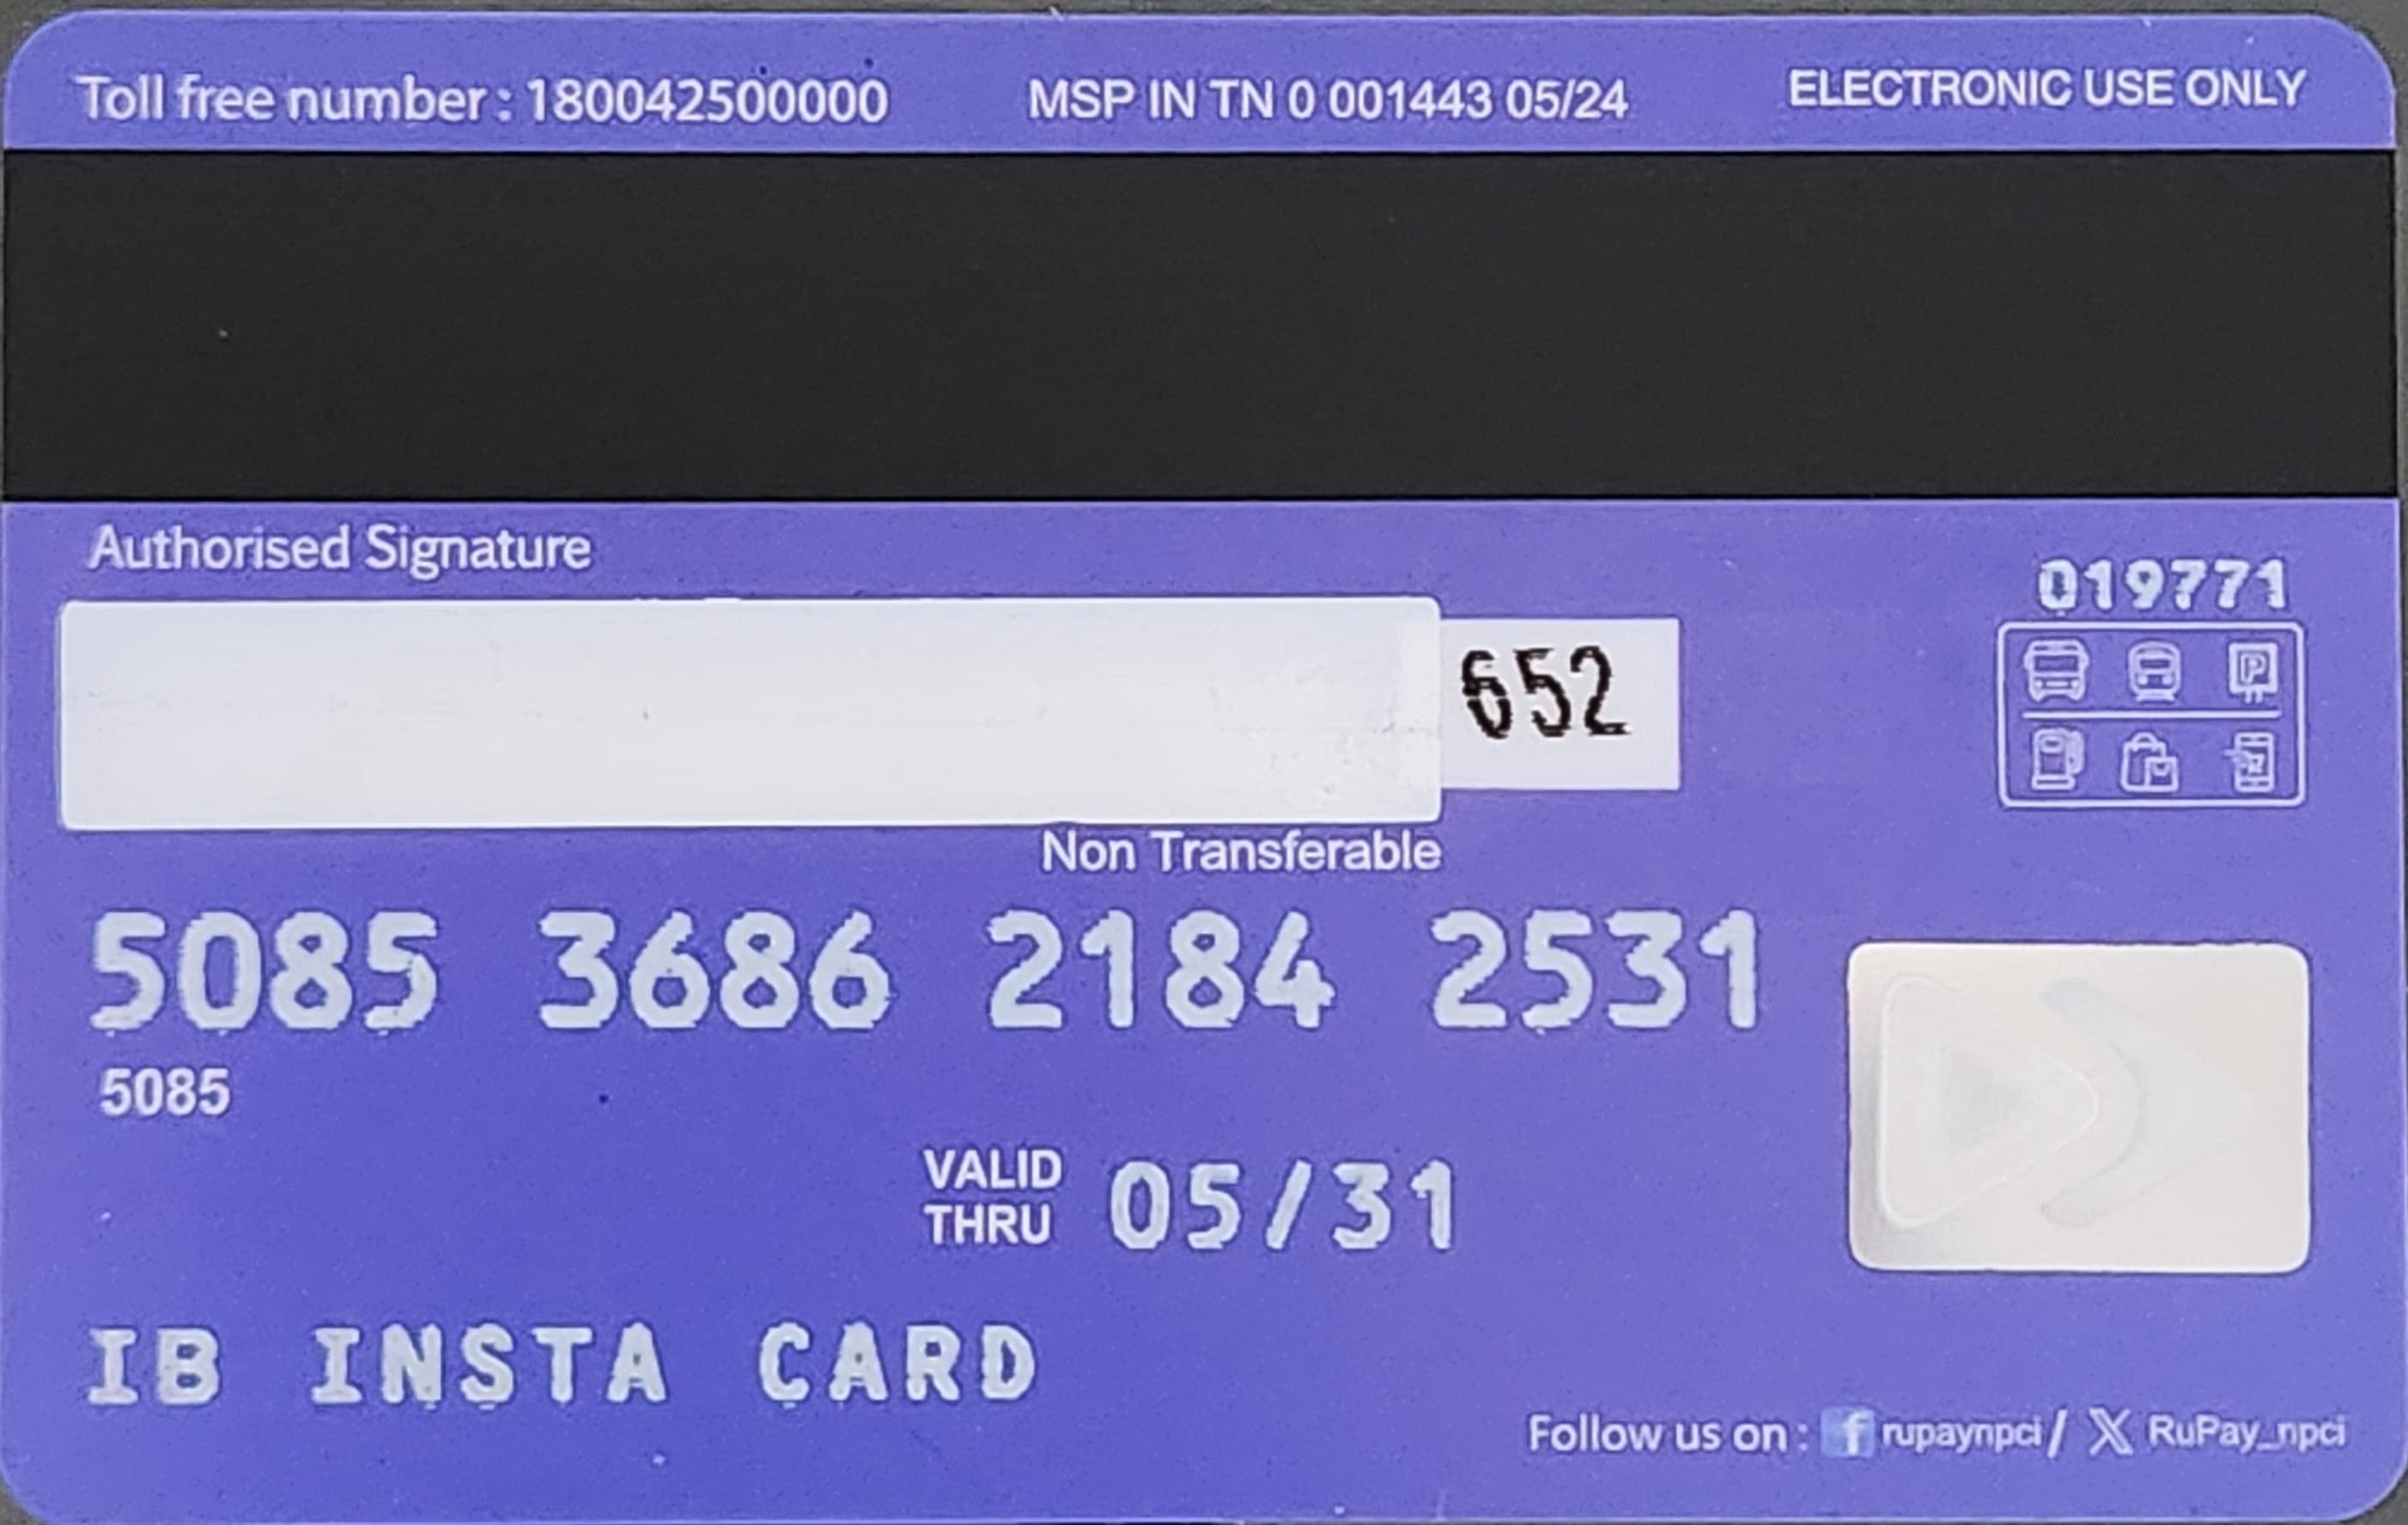 Toll free number : 180042500000 MSP IN TN 0 001443 05/24 ELECTRONIC USE ONLY
Authorised Signature
019771
652
P
Non Transferable
5085 3686 2184 2531
5085
VALID THRU 05/31
IB INSTA CARD
Follow us on : f rupaynpci / X RuPay_npci